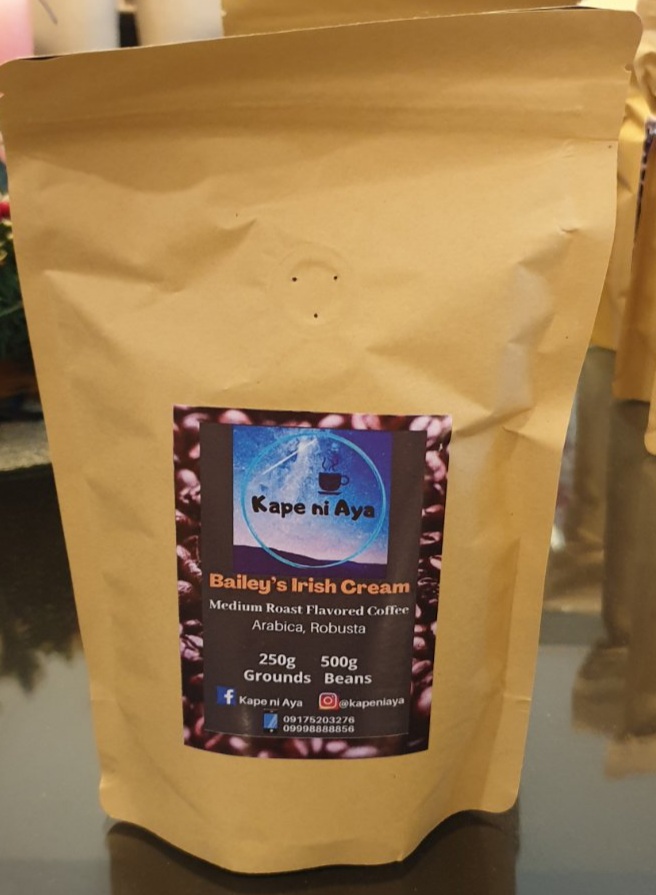 Kape ni Aya
Bailey's Irish Cream
Medium Roast Flavored Coffee
Arabica, Robusta
250g 500g
Grounds Beans
Kape ni Aya @kapeniaya
09175203276
09998888856